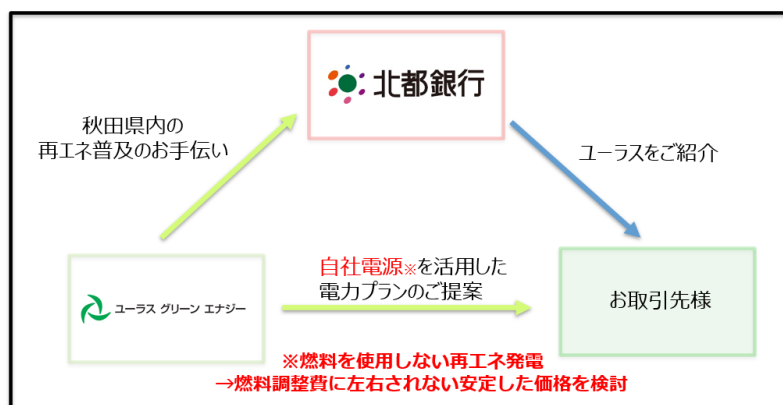 北都銀行
秋田県内の
再エネ普及のお手伝い
ユーラスをご紹介
自社電源※を活用した
電力プランのご提案
ユーラス グリーン エナジー
お取引先様
※燃料を使用しない再エネ発電
→燃料調整費に左右されない安定した価格を検討